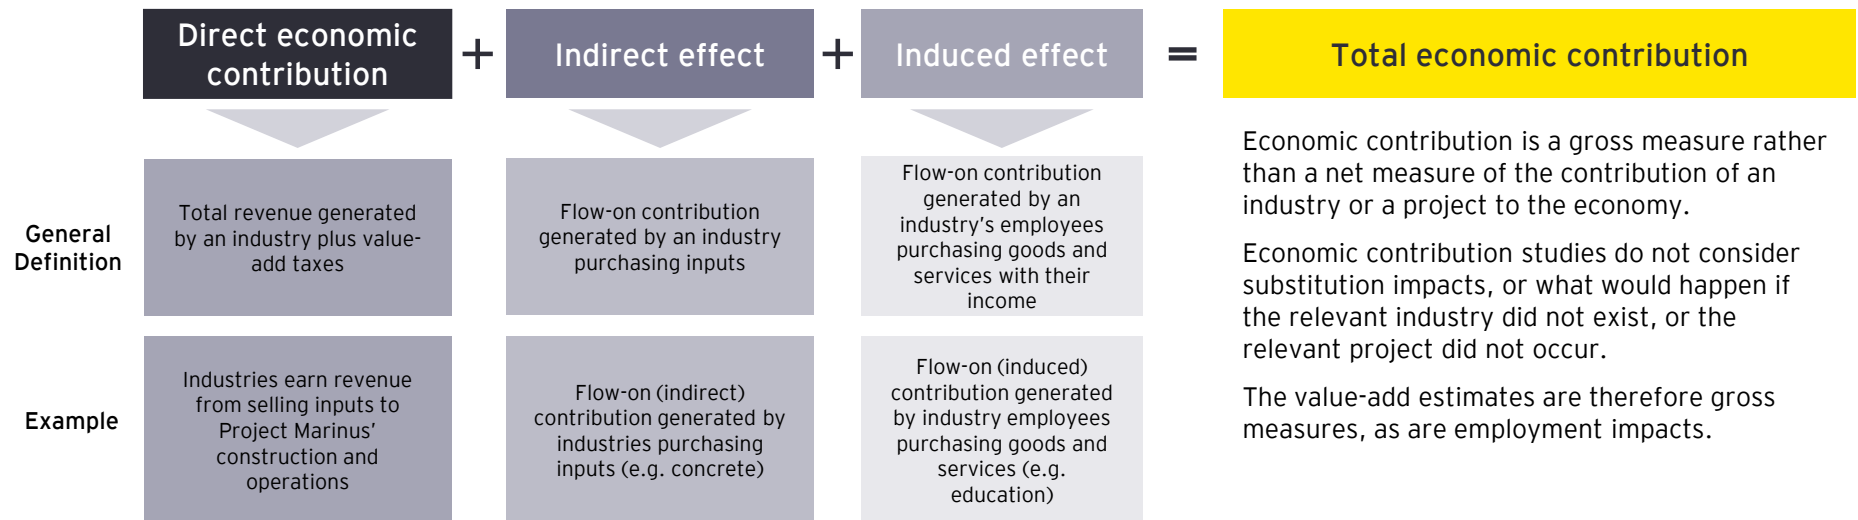 Direct economic
contribution
+
Indirect effect
+
Induced effect
=
Total economic contribution
General
Definition
Total revenue generated
by an industry plus value-
add taxes
Flow-on contribution
generated by an industry
purchasing inputs
Flow-on contribution
generated by an
industry's employees
purchasing goods and
services with their
income
Example
Industries earn revenue
from selling inputs to
Project Marinus'
construction and
operations
Flow-on (indirect)
contribution generated by
industries purchasing
inputs (e.g. concrete)
Flow-on (induced)
contribution generated
by industry employees
purchasing goods and
services (e.g.
education)
Economic contribution is a gross measure rather
than a net measure of the contribution of an
industry or a project to the economy.
Economic contribution studies do not consider
substitution impacts, or what would happen if
the relevant industry did not exist, or the
relevant project did not occur.
The value-add estimates are therefore gross
measures, as are employment impacts.